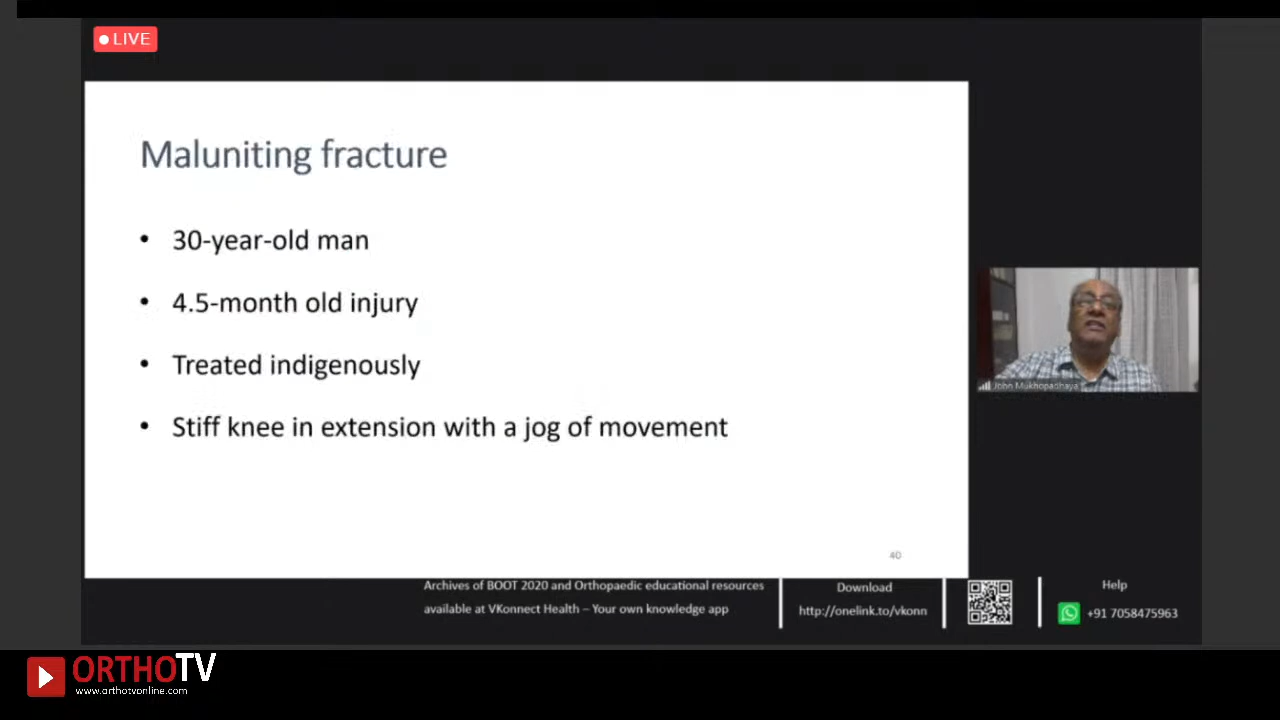 LIVE
Maluniting fracture
• 30-year-old man
• 4.5-month old injury
• Treated indigenously
• Stiff knee in extension with a jog of movement
40
John Mukhopadhaya
Archives of BOOT 2020 and Orthopaedic educational resources
available at VKonnect Health – Your own knowledge app
Download
http://onelink.to/vkonn
Help
+91 7058475963
ORTHOTV
www.orthotvonline.com